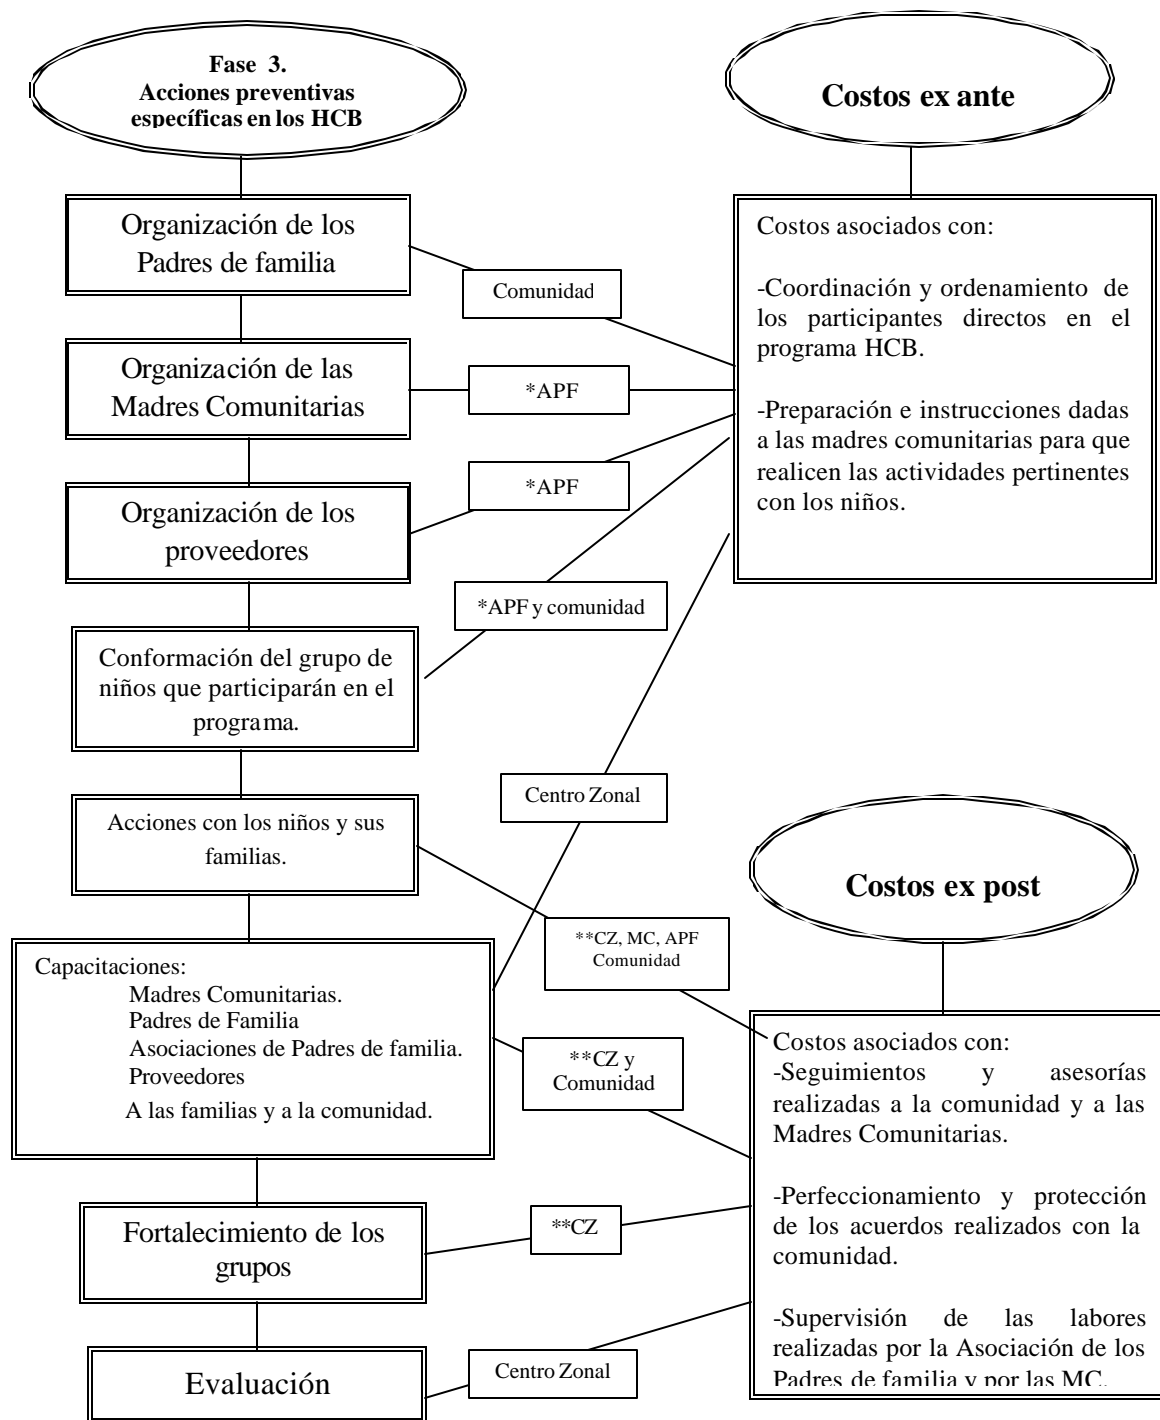 Fase 3.
Acciones preventivas
específicas en los HCB
Costos ex ante
Organización de los
Padres de familia
Comunidad
Costos asociados con:
-Coordinación y ordenamiento de
los participantes directos en el
programa HCB.
-Preparación e instrucciones dadas
a las madres comunitarias para que
realicen las actividades pertinentes
con los niños.
Organización de las
Madres Comunitarias
*APF
Organización de los
proveedores
*APF
Conformación del grupo de
niños que participarán en el
programa.
*APF y comunidad
Acciones con los niños y sus
familias.
Centro Zonal
Costos ex post
**CZ, MC, APF
Comunidad
Capacitaciones:
Madres Comunitarias.
Padres de Familia
Asociaciones de Padres de familia.
Proveedores
A las familias y a la comunidad.
**CZ y
Comunidad
Costos asociados con:
-Seguimientos y asesorías
realizadas a la comunidad y a las
Madres Comunitarias.
-Perfeccionamiento y protección
de los acuerdos realizados con la
comunidad.
-Supervisión de las labores
realizadas por la Asociación de los
Padres de familia y por las MC.
Fortalecimiento de los
grupos
**CZ
Evaluación
Centro Zonal